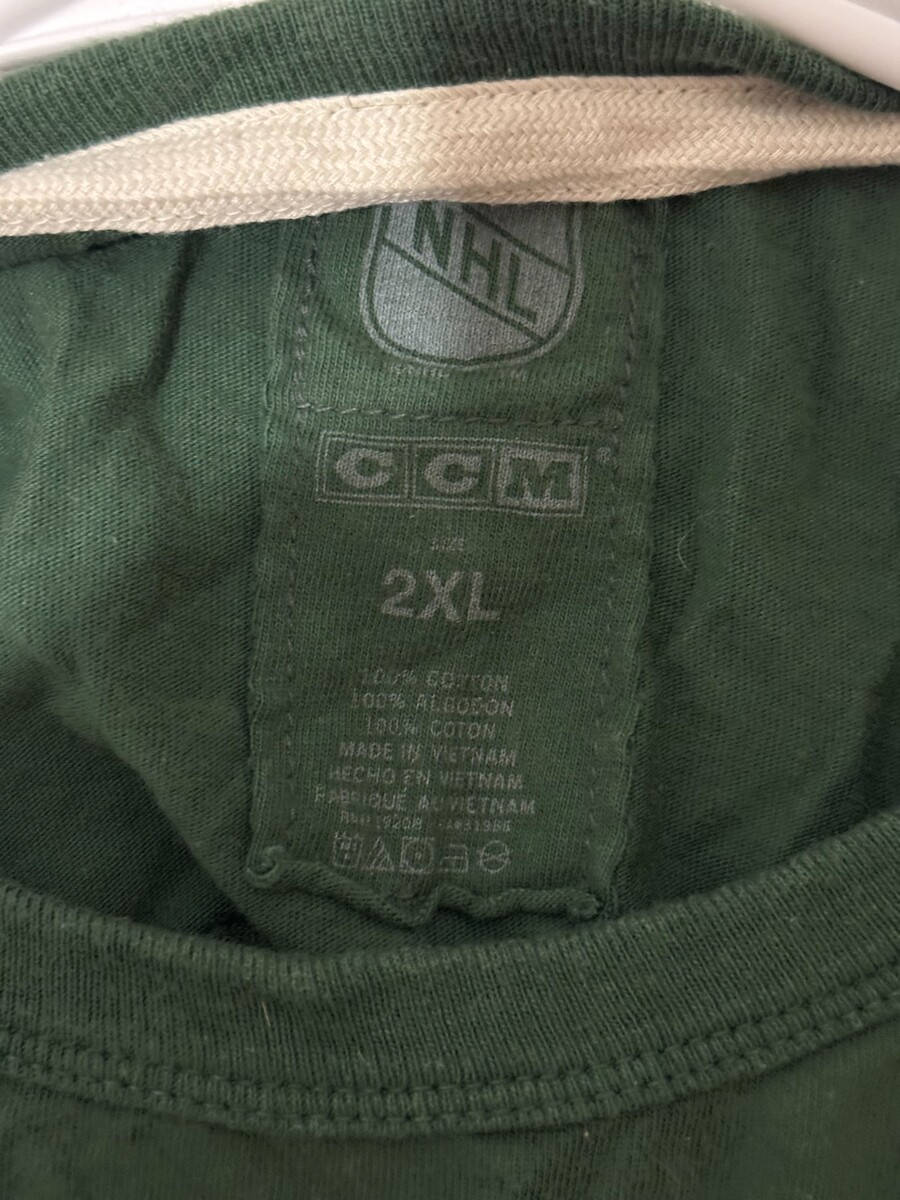 NHL
CCM
SIZE
2XL
100% COTTON
100% ALGODON
100% COTON
MADE IN VIETNAM
HECHO EN VIETNAM
FABRIQUÉ AU VIETNAM